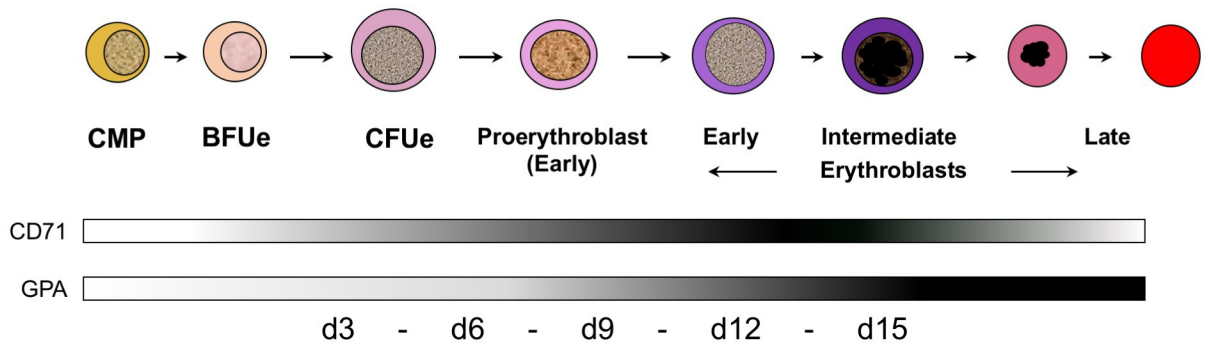 CMP BFUe CFUe Proerythroblast (Early) Early Intermediate Late
Erythroblasts
CD71
GPA
d3 - d6 - d9 - d12 - d15